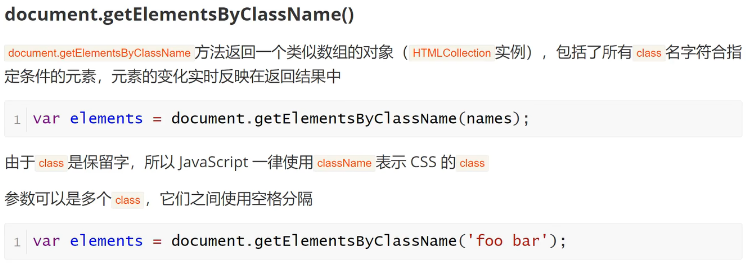 document.getElementsByClassName()
document.getElementsByClassName 方法返回一个类似数组的对象（ HTMLCollection 实例），包括了所有 class 名字符合指
定条件的元素，元素的变化实时反映在返回结果中
1 var elements = document.getElementsByClassName(names);
由于 class 是保留字，所以 JavaScript 一律使用 className 表示 CSS 的 class
参数可以是多个 class ，它们之间使用空格分隔
1 var elements = document.getElementsByClassName('foo bar');